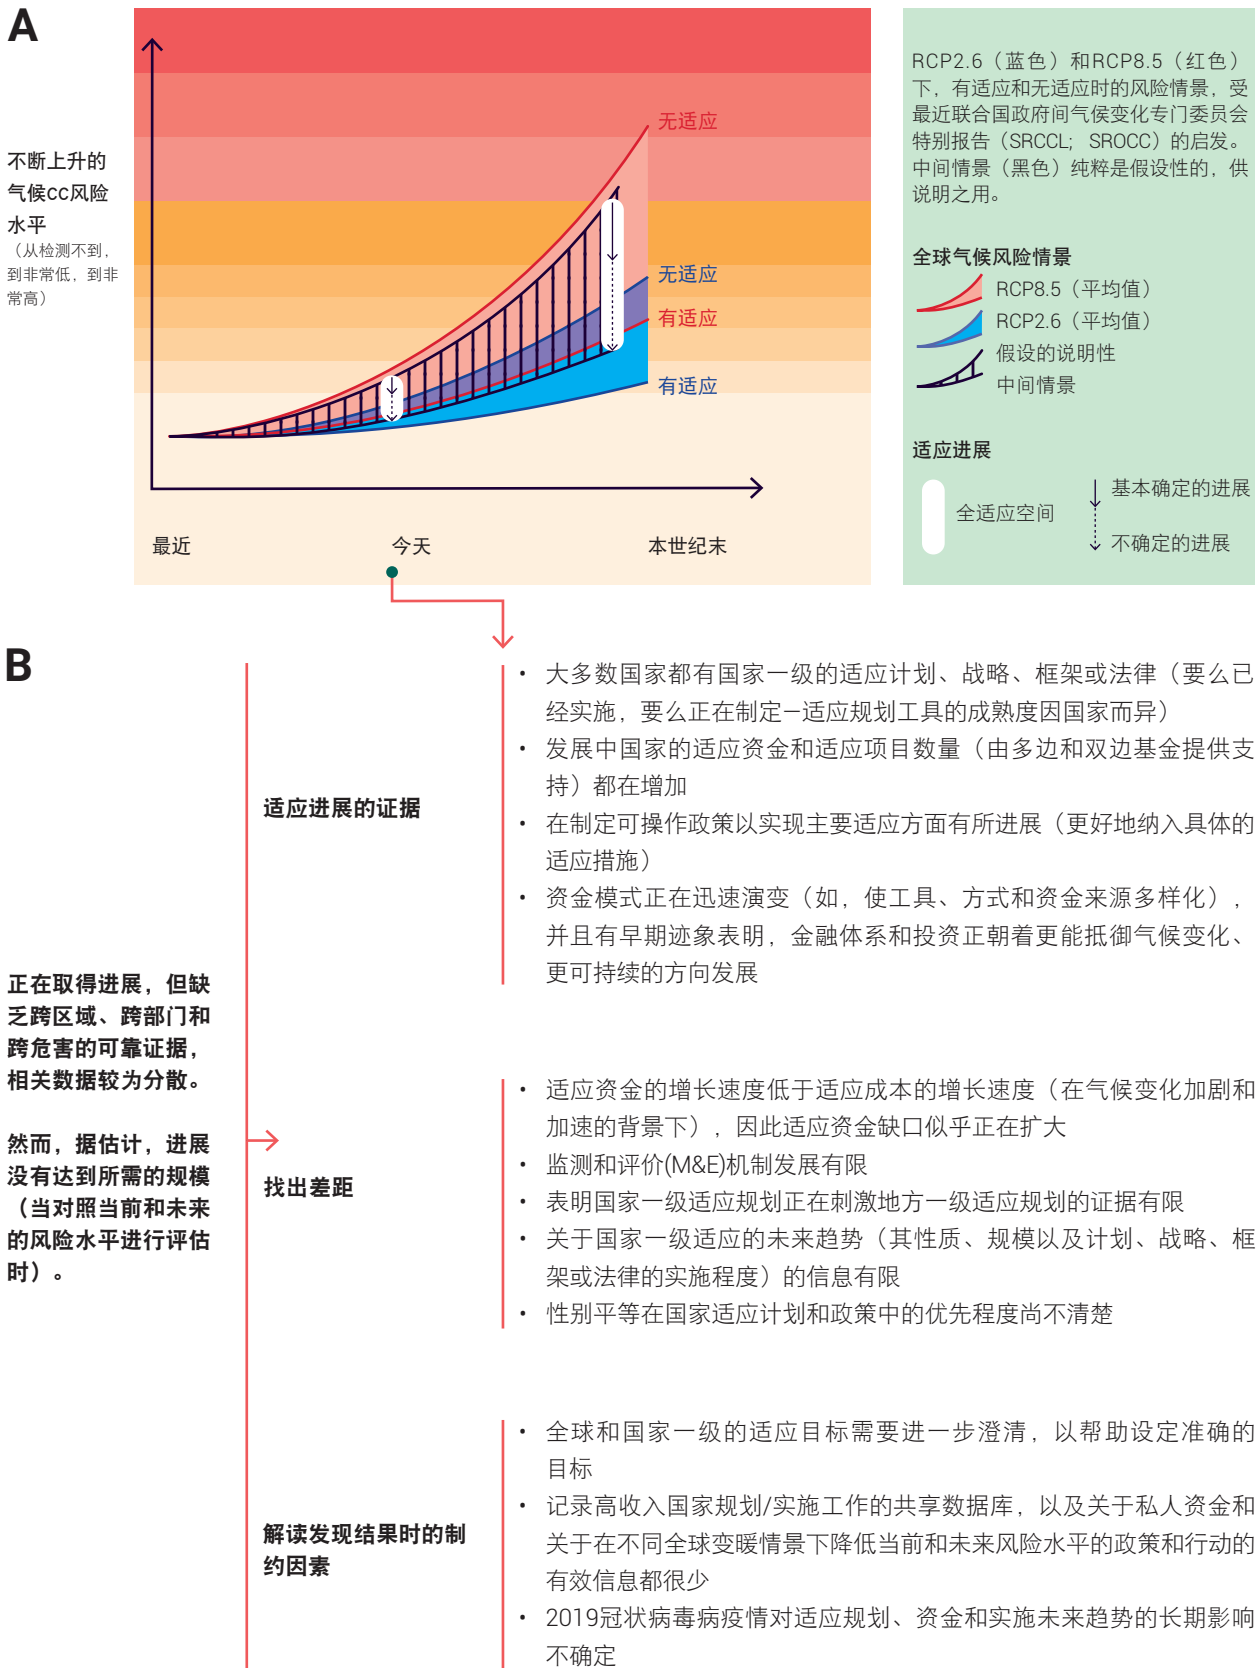 A
不断上升的
气候cc风险
水平
（从检测不到，
到非常低，到非
常高）
无适应
无适应
有适应
有适应
最近
今天
本世纪末
RCP2.6（蓝色）和RCP8.5（红色）
下，有适应和无适应时的风险情景，受
最近联合国政府间气候变化专门委员会
特别报告（SRCCL; SROCC）的启发。
中间情景（黑色）纯粹是假设性的，供
说明之用。
全球气候风险情景
RCP8.5（平均值）
RCP2.6（平均值）
假设的说明性
中间情景
适应进展
全适应空间
基本确定的进展
不确定的进展
B
正在取得进展，但缺
乏跨区域、跨部门和
跨危害的可靠证据，
相关数据较为分散。
然而，据估计，进展
没有达到所需的规模
（当对照当前和未来
的风险水平进行评估
时）。
适应进展的证据
• 大多数国家都有国家一级的适应计划、战略、框架或法律（要么已
经实施，要么正在制定—适应规划工具的成熟度因国家而异）
• 发展中国家的适应资金和适应项目数量（由多边和双边基金提供支
持）都在增加
• 在制定可操作政策以实现主要适应方面有所进展（更好地纳入具体的
适应措施）
• 资金模式正在迅速演变（如，使工具、方式和资金来源多样化），
并且有早期迹象表明，金融体系和投资正朝着更能抵御气候变化、
更可持续的方向发展
找出差距
• 适应资金的增长速度低于适应成本的增长速度（在气候变化加剧和
加速的背景下），因此适应资金缺口似乎正在扩大
• 监测和评价(M&E)机制发展有限
• 表明国家一级适应规划正在刺激地方一级适应规划的证据有限
• 关于国家一级适应的未来趋势（其性质、规模以及计划、战略、框
架或法律的实施程度）的信息有限
• 性别平等在国家适应计划和政策中的优先程度尚不清楚
解读发现结果时的制
约因素
• 全球和国家一级的适应目标需要进一步澄清，以帮助设定准确的
目标
• 记录高收入国家规划/实施工作的共享数据库，以及关于私人资金和
关于在不同全球变暖情景下降低当前和未来风险水平的政策和行动的
有效信息都很少
• 2019冠状病毒病疫情对适应规划、资金和实施未来趋势的长期影响
不确定